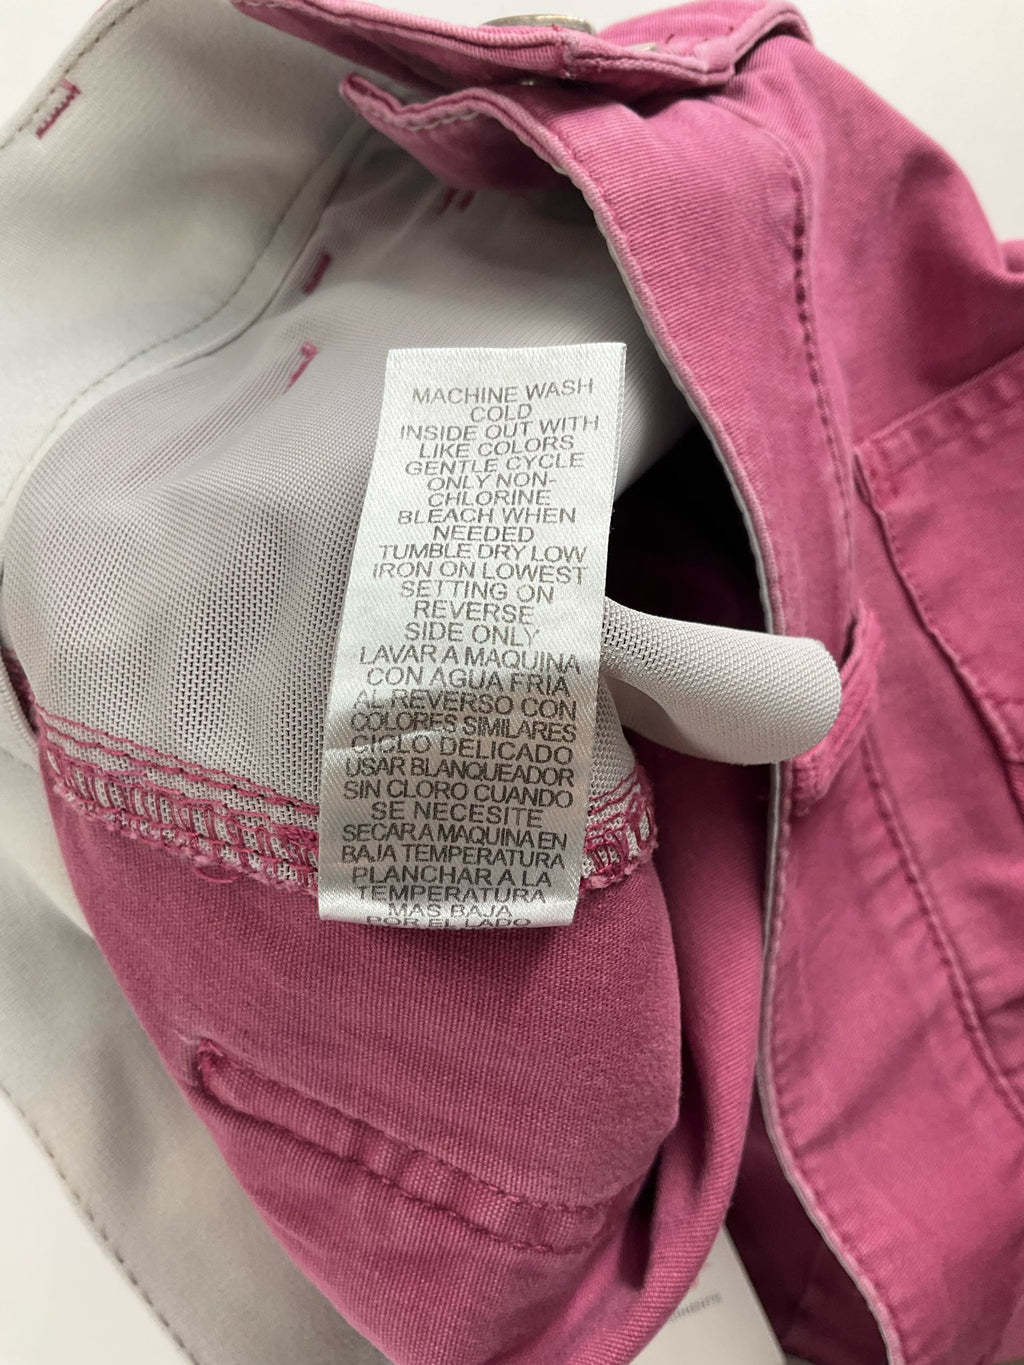 MACHINE WASH
COLD
INSIDE OUT WITH
LIKE COLORS
GENTLE CYCLE
ONLY NON-
CHLORINE
BLEACH WHEN
NEEDED
TUMBLE DRY LOW
IRON ON LOWEST
SETTING ON
REVERSE
SIDE ONLY
LAVAR A MAQUINA
CON AGUA FRIA
AL REVERSO CON
COLORES SIMILARES
CICLO DELICADO
USAR BLANQUEADOR
SIN CLORO CUANDO
SE NECESITE
SECAR A MAQUINA EN
BAJA TEMPERATURA
PLANCHAR A LA
TEMPERATURA
MAS BAJA
POR EL LADO